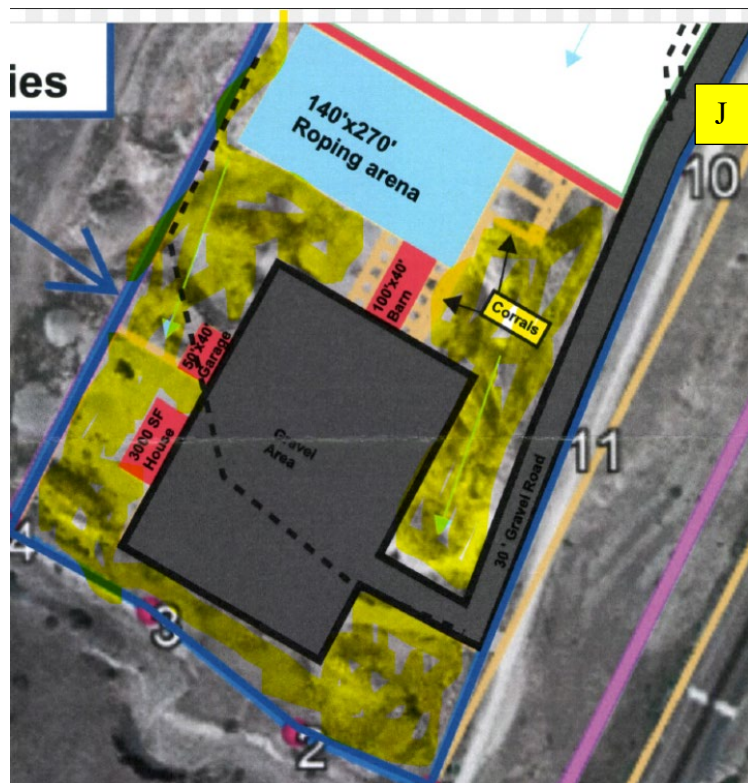 ies
J
140'x270'
Roping arena
10
100'x40'
Barn
Corrals
50'x40'
Garage
3000 SF
House
Gravel
Area
11
30 ' Gravel Road
4
3
2